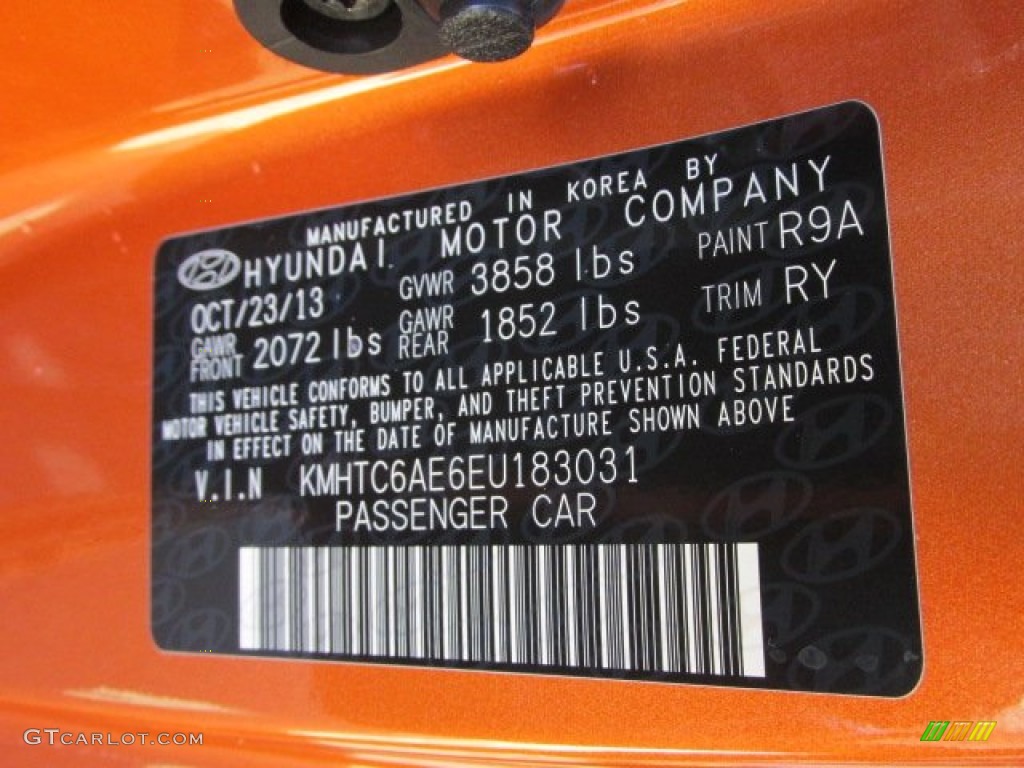 MANUFACTURED IN KOREA BY
HYUNDAI MOTOR COMPANY
OCT/23/13 GVWR 3858 lbs PAINT R9A
GAWR FRONT 2072 lbs GAWR REAR 1852 lbs TRIM RY
THIS VEHICLE CONFORMS TO ALL APPLICABLE U.S.A. FEDERAL
MOTOR VEHICLE SAFETY, BUMPER, AND THEFT PREVENTION STANDARDS
IN EFFECT ON THE DATE OF MANUFACTURE SHOWN ABOVE
V.I.N KMHTC6AE6EU183031
PASSENGER CAR
GTCARLOT.COM